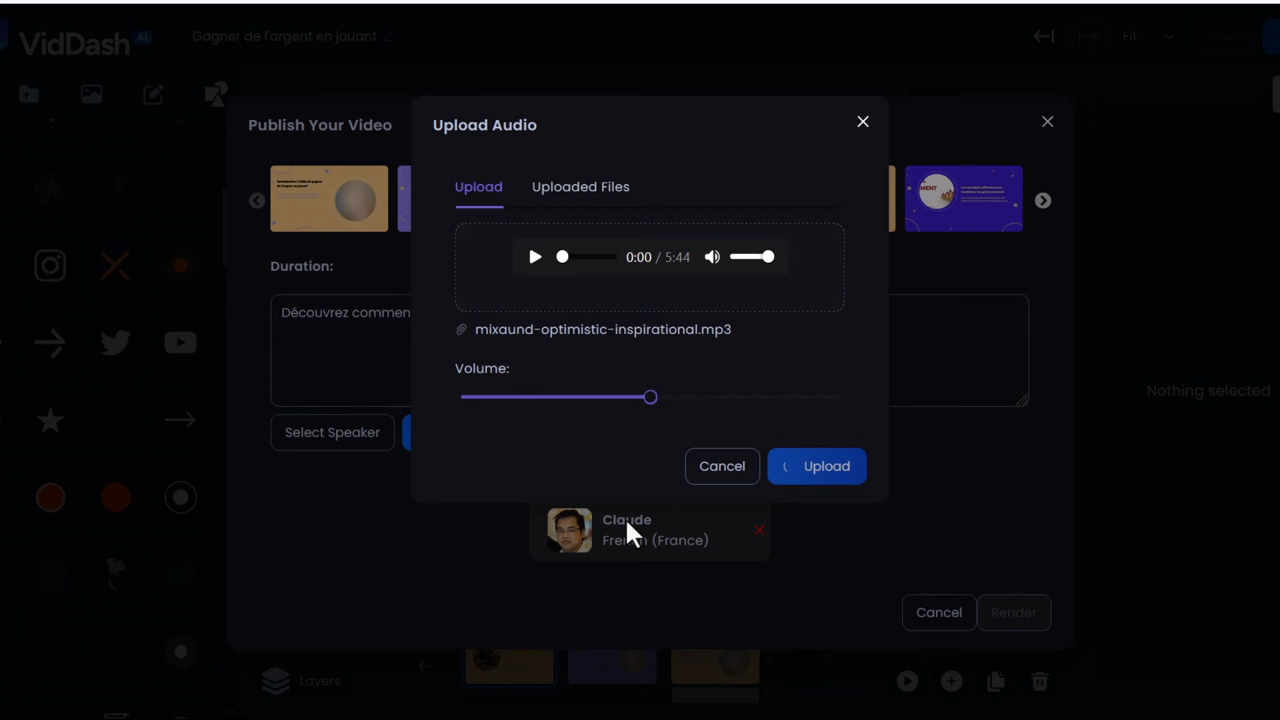 VidDash AI
Gagner de l'argent en jouant
Fit
Publish Your Video
Upload Audio
Upload
Uploaded Files
MENT
Duration:
0:00 / 5:44
Découvrez commen
mixaund-optimistic-inspirational.mp3
Volume:
Nothing selected
Select Speaker
Cancel
Upload
Claude
French (France)
Cancel
Render
Layers